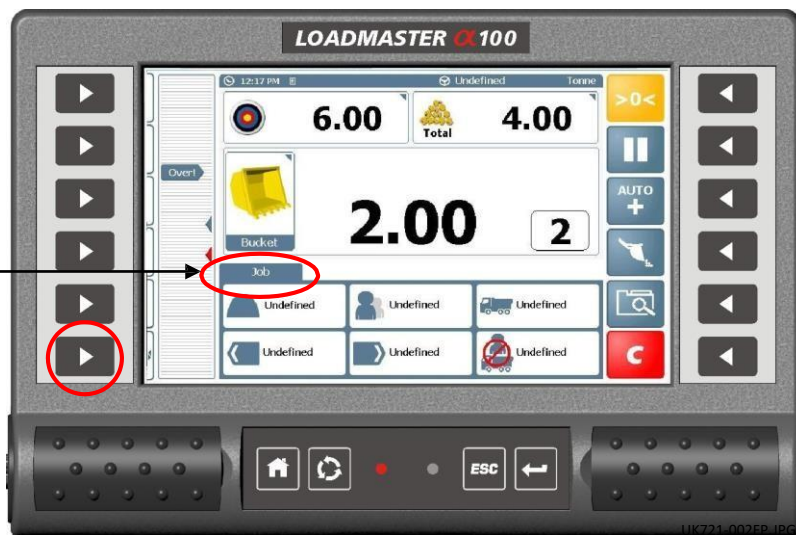 LOADMASTER α100
12:17 PM
Undefined
Tonne
6.00
Total
4.00
>0<
Over!
AUTO
+
Bucket
2.00
2
Job
Undefined
Undefined
Undefined
Undefined
Undefined
Undefined
C
ESC
UK721-002EP.JPG